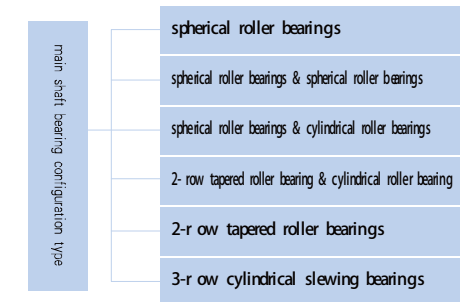 main shaft bearing configuration type
spherical roller bearings
spherical roller bearings & spherical roller bearings
spherical roller bearings & cylindrical roller bearings
2- row tapered roller bearing & cylindrical roller bearing
2-r ow tapered roller bearings
3-r ow cylindrical slewing bearings